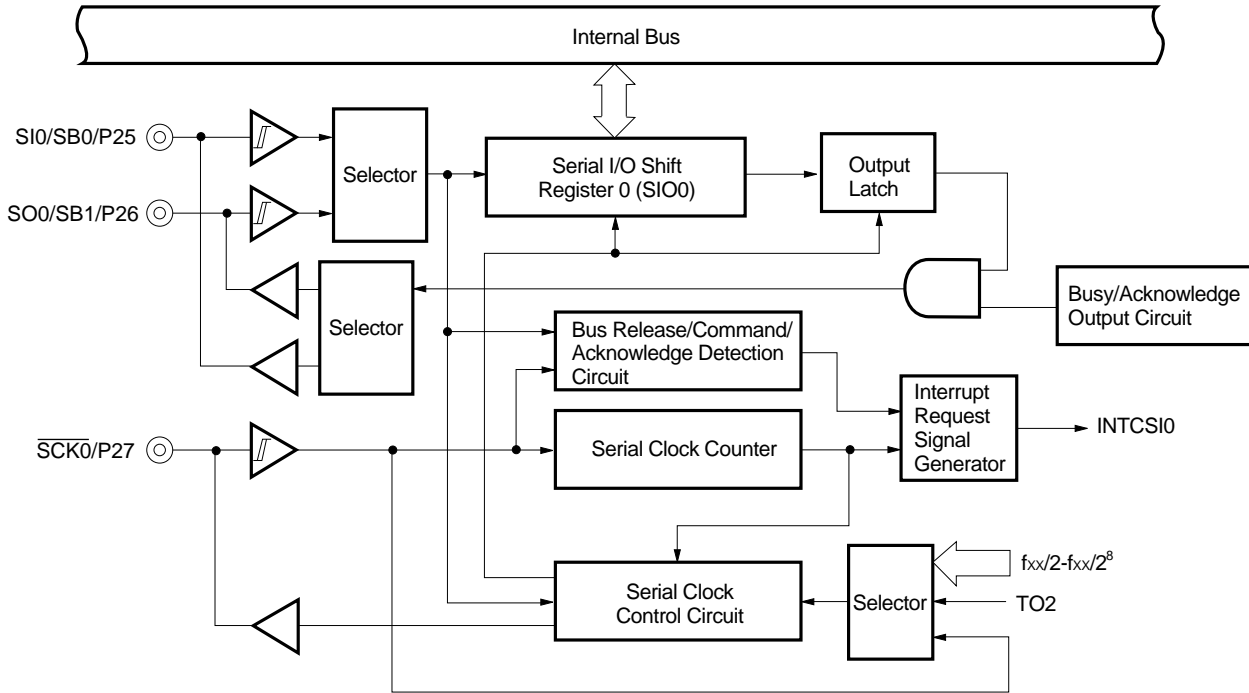 Internal Bus
SI0/SB0/P25
SO0/SB1/P26
Selector
Serial I/O Shift
Register 0 (SIO0)
Output
Latch
Selector
Busy/Acknowledge
Output Circuit
Bus Release/Command/
Acknowledge Detection
Circuit
Interrupt
Request
Signal
Generator
INTCSI0
SCK0/P27
Serial Clock Counter
Serial Clock
Control Circuit
Selector
fxx/2-fxx/2⁸
TO2